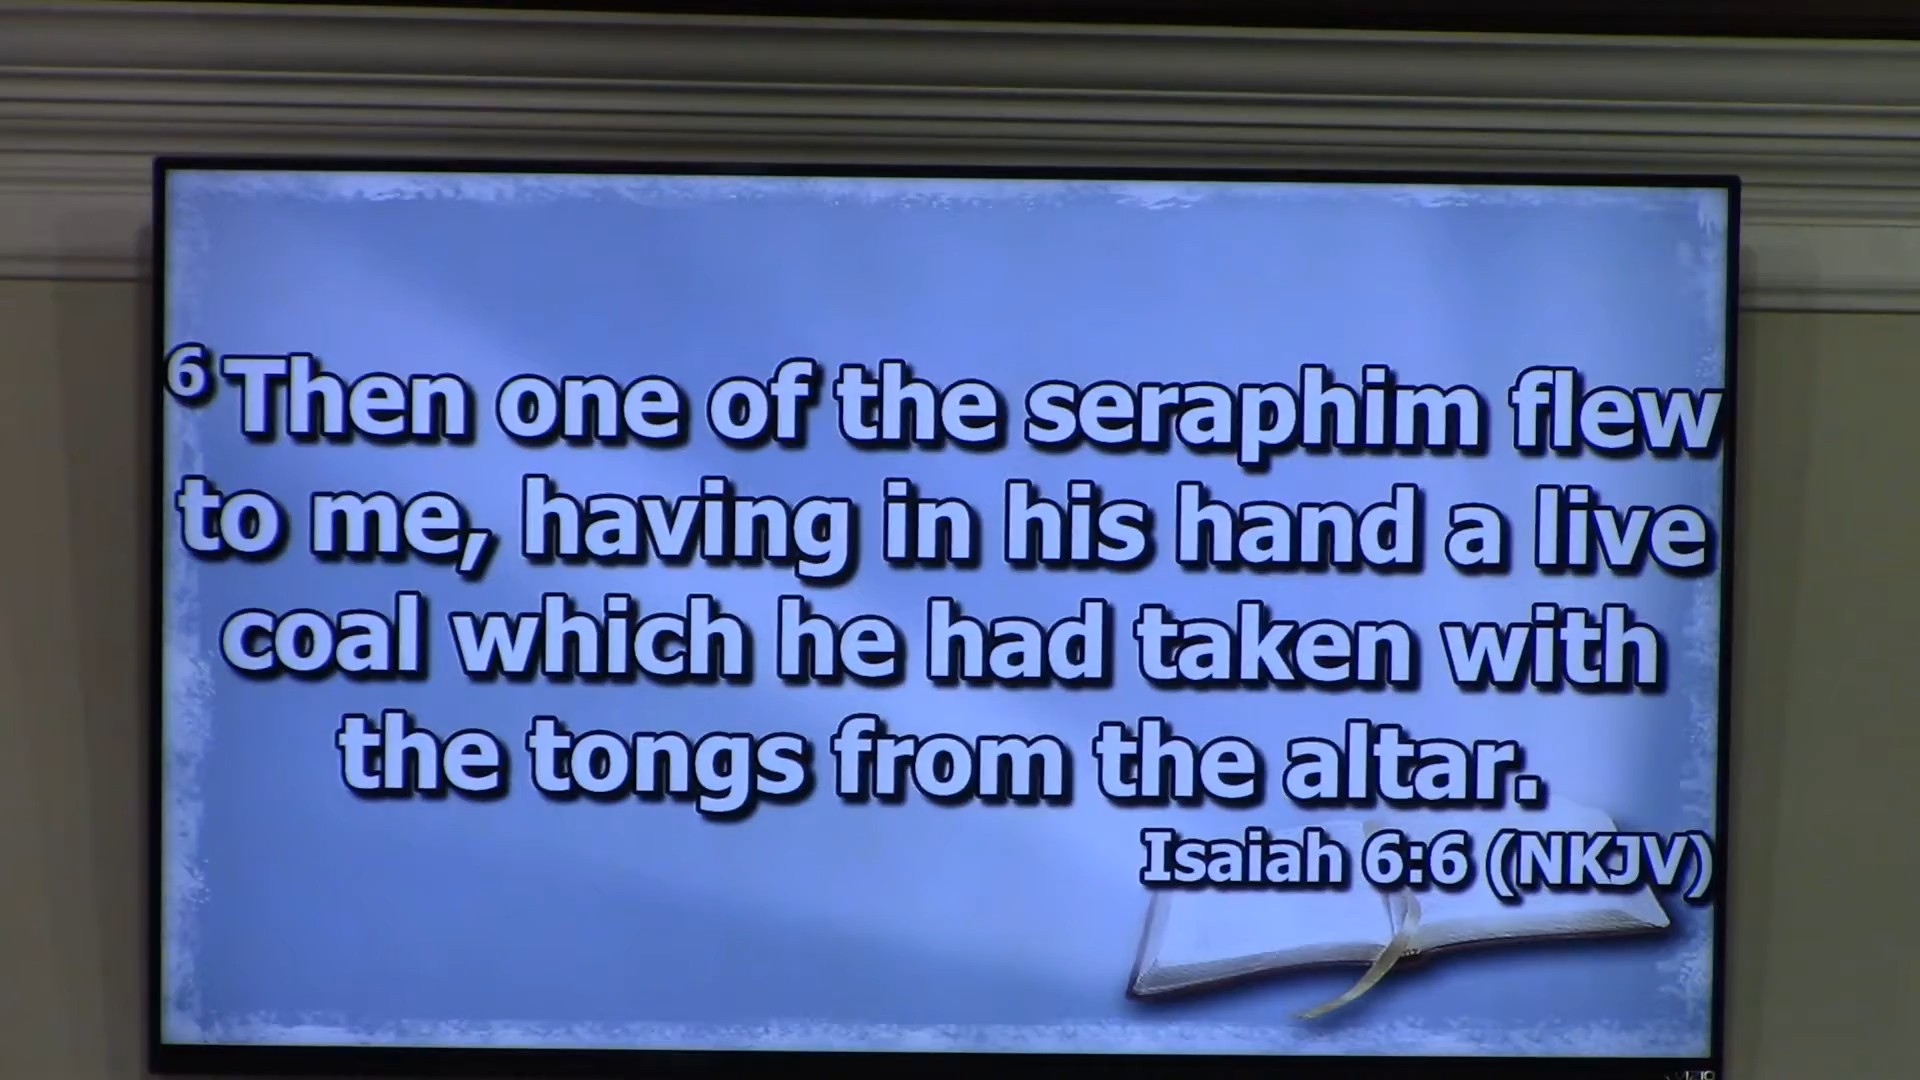 6 Then one of the seraphim flew
to me, having in his hand a live
coal which he had taken with
the tongs from the altar.
Isaiah 6:6 (NKJV)
VIZIO